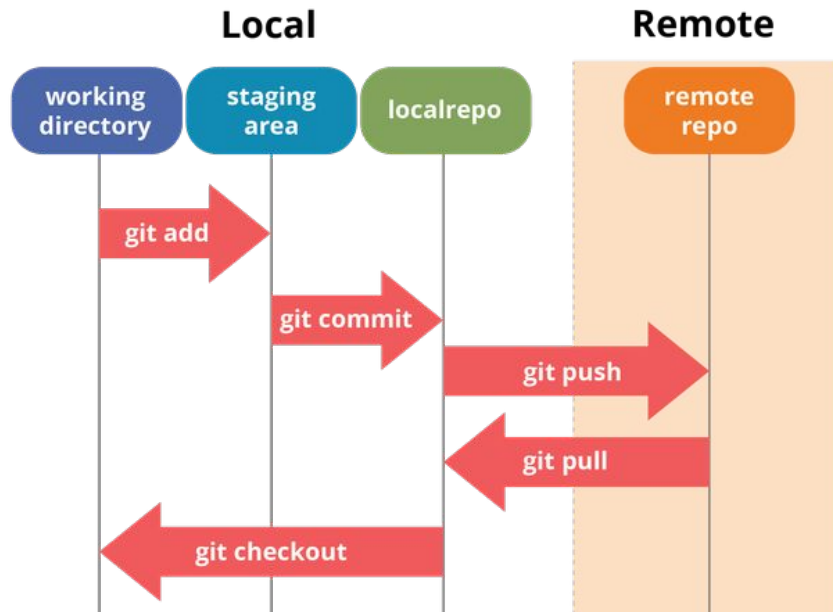 Local
Remote
working
directory
staging
area
localrepo
remote
repo
git add
git commit
git push
git pull
git checkout